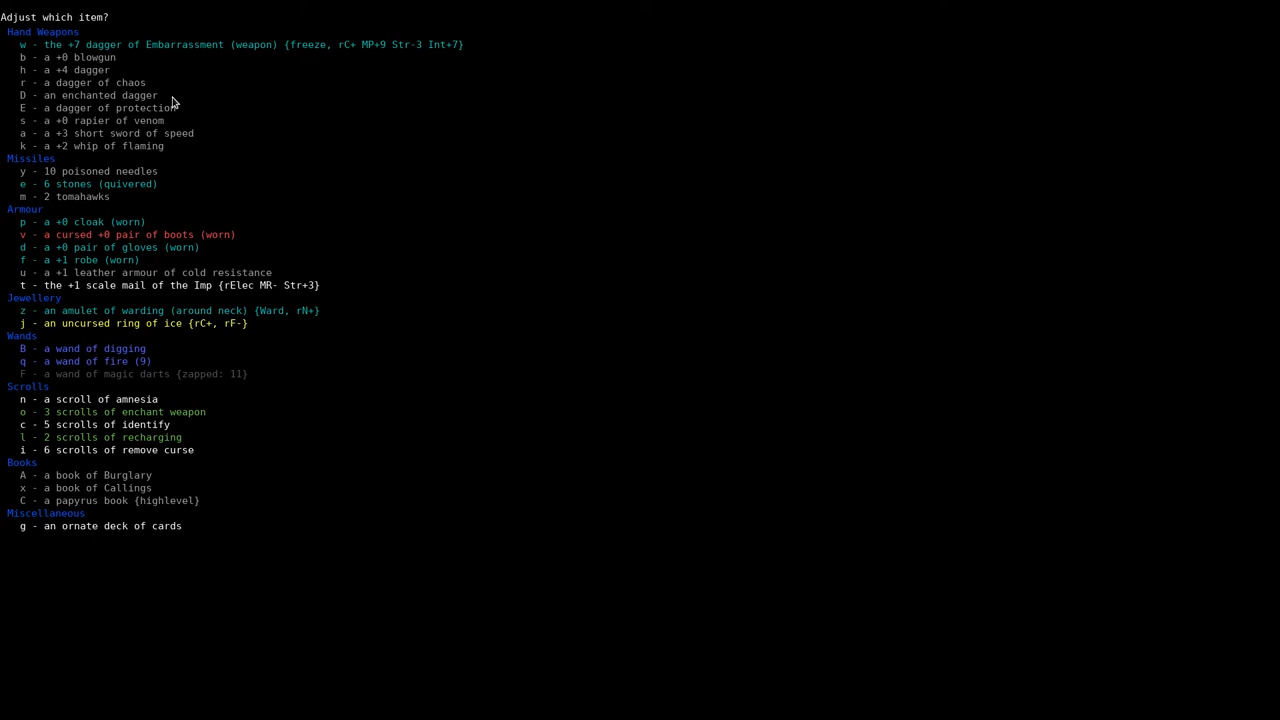 Adjust which item?
Hand Weapons
w - the +7 dagger of Embarrassment (weapon) {freeze, rC+ MP+9 Str-3 Int+7}
b - a +0 blowgun
h - a +4 dagger
r - a dagger of chaos
D - an enchanted dagger
E - a dagger of protection
s - a +0 rapier of venom
a - a +3 short sword of speed
k - a +2 whip of flaming
Missiles
y - 10 poisoned needles
e - 6 stones (quivered)
m - 2 tomahawks
Armour
p - a +0 cloak (worn)
v - a cursed +0 pair of boots (worn)
d - a +0 pair of gloves (worn)
f - a +1 robe (worn)
u - a +1 leather armour of cold resistance
t - the +1 scale mail of the Imp {rElec MR- Str+3}
Jewellery
z - an amulet of warding (around neck) {Ward, rN+}
j - an uncursed ring of ice {rC+, rF-}
Wands
B - a wand of digging
q - a wand of fire (9)
F - a wand of magic darts {zapped: 11}
Scrolls
n - a scroll of amnesia
o - 3 scrolls of enchant weapon
c - 5 scrolls of identify
l - 2 scrolls of recharging
i - 6 scrolls of remove curse
Books
A - a book of Burglary
x - a book of Callings
C - a papyrus book {highlevel}
Miscellaneous
g - an ornate deck of cards